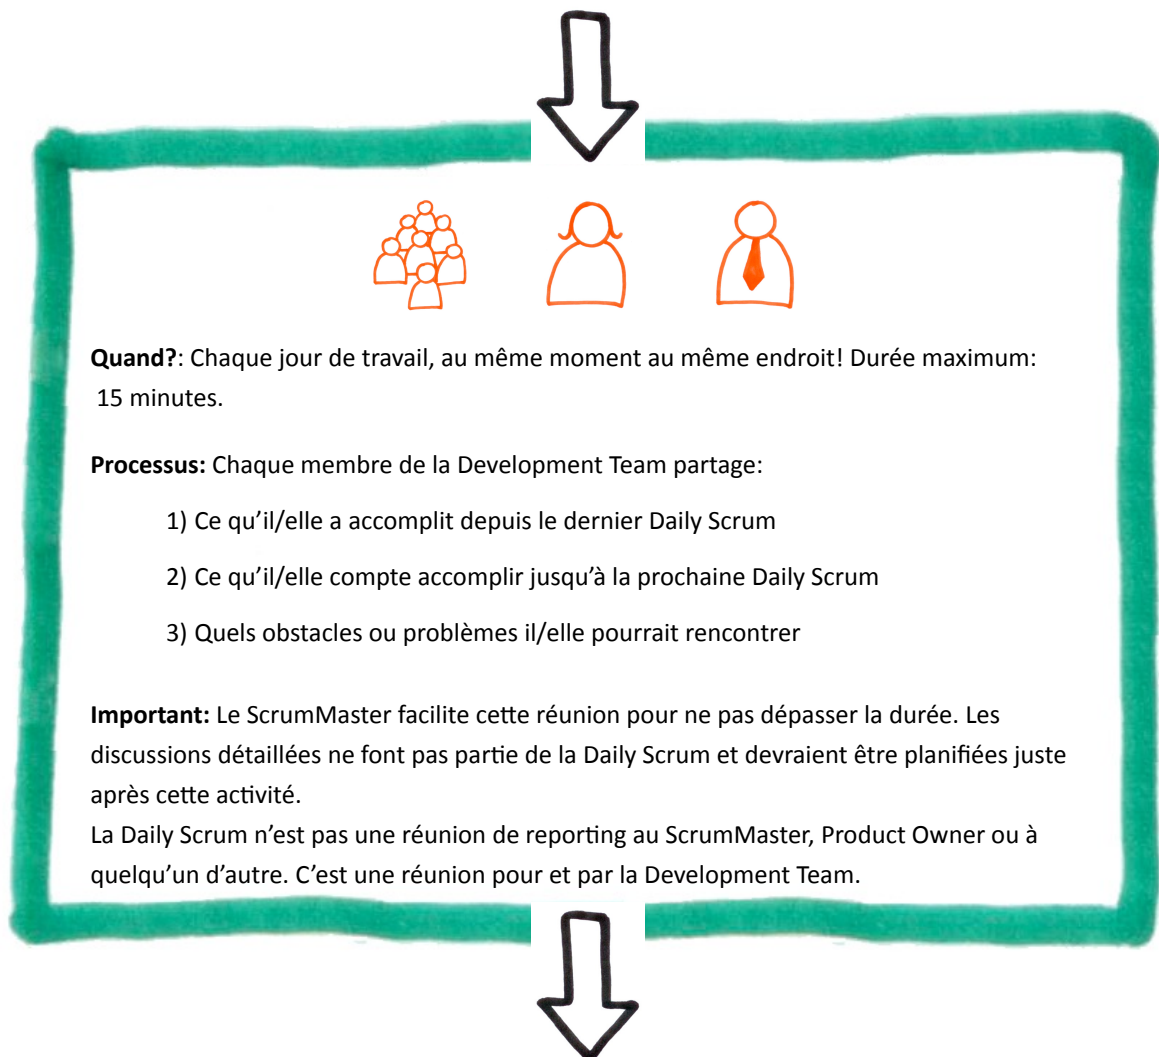 Quand?: Chaque jour de travail, au même moment au même endroit! Durée maximum:
15 minutes.
Processus: Chaque membre de la Development Team partage:
1) Ce qu’il/elle a accomplit depuis le dernier Daily Scrum
2) Ce qu’il/elle compte accomplir jusqu’à la prochaine Daily Scrum
3) Quels obstacles ou problèmes il/elle pourrait rencontrer
Important: Le ScrumMaster facilite cette réunion pour ne pas dépasser la durée. Les
discussions détaillées ne font pas partie de la Daily Scrum et devraient être planifiées juste
après cette activité.
La Daily Scrum n’est pas une réunion de reporting au ScrumMaster, Product Owner ou à
quelqu’un d’autre. C’est une réunion pour et par la Development Team.